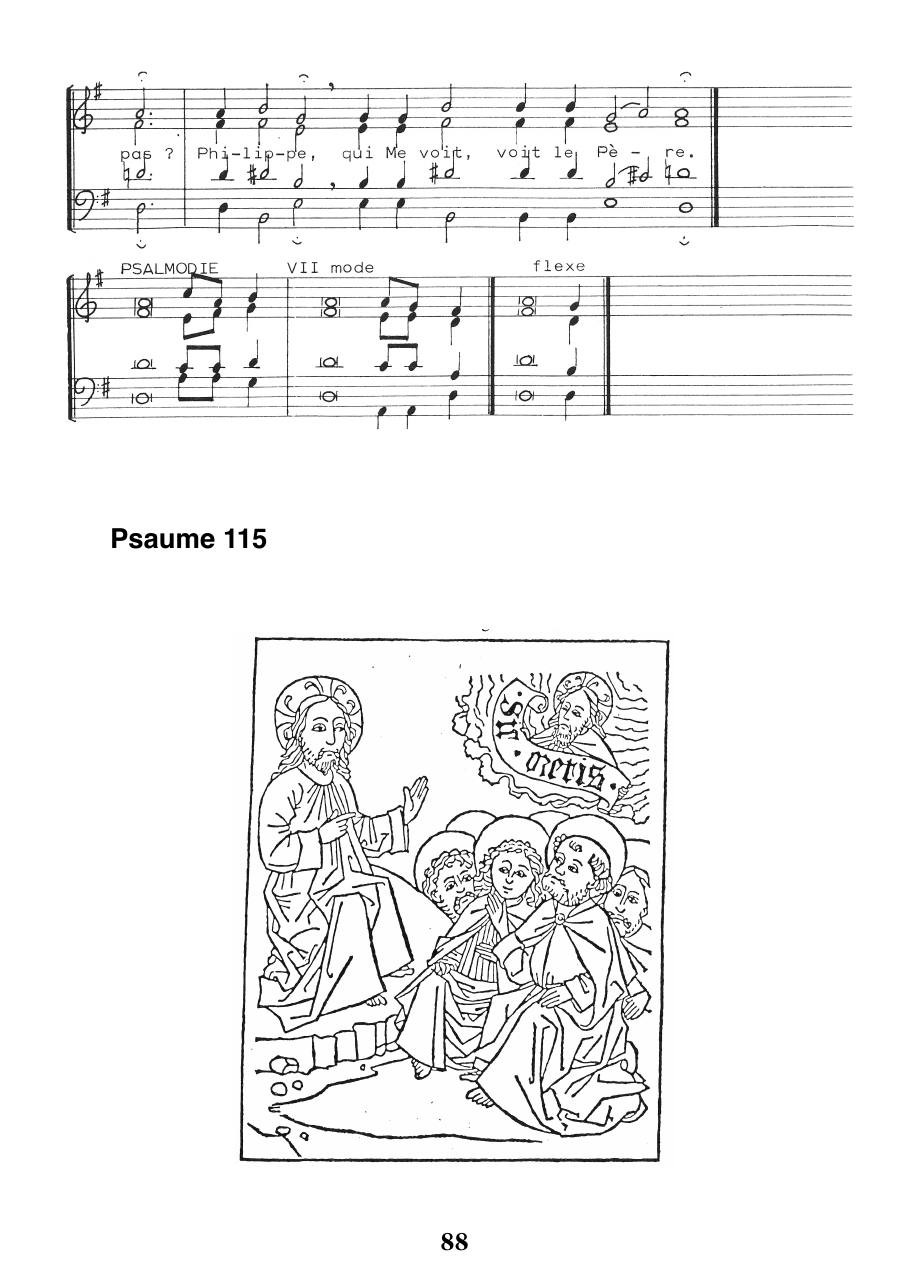 pas ? Phi-lip-pe, qui Me voit, voit le Pè - re.
PSALMODIE VII mode flexe
Psaume 115
88